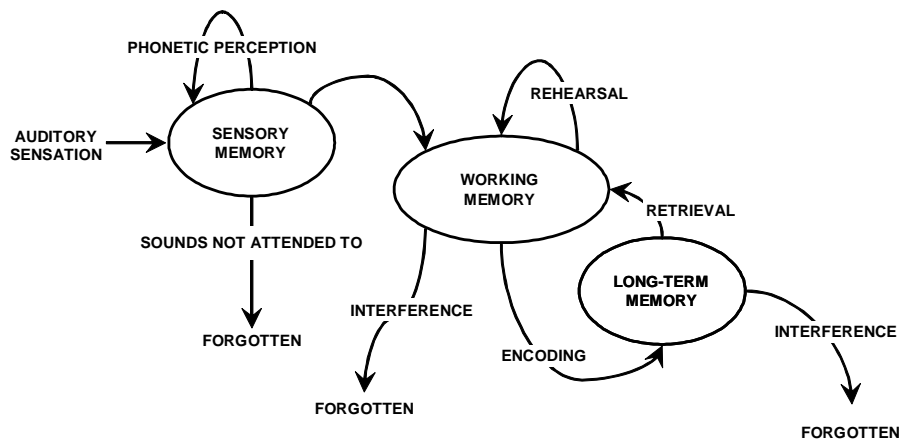 PHONETIC PERCEPTION
AUDITORY
SENSATION
SENSORY
MEMORY
REHEARSAL
WORKING
MEMORY
RETRIEVAL
SOUNDS NOT ATTENDED TO
LONG-TERM
MEMORY
INTERFERENCE
INTERFERENCE
FORGOTTEN
ENCODING
FORGOTTEN
FORGOTTEN